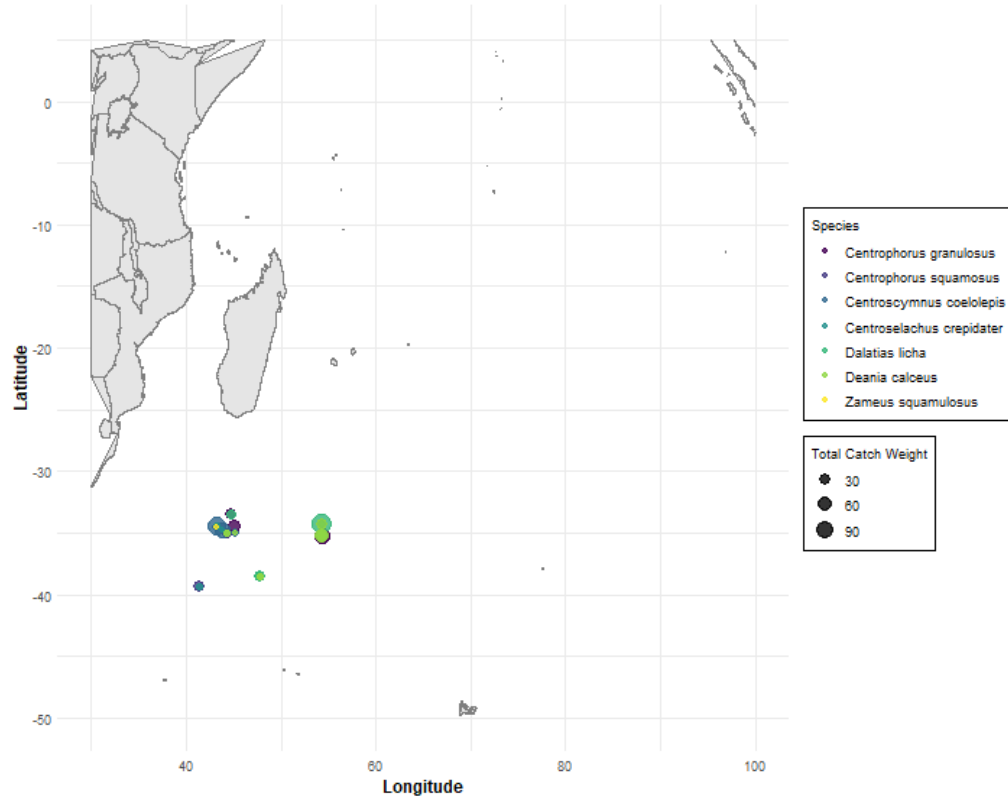 0
-10
-20
-30
-40
-50
Latitude
40
60
80
100
Longitude
Species
Centrophorus granulosus
Centrophorus squamosus
Centroscymnus coelolepis
Centroselachus crepidater
Dalatias licha
Deania calceus
Zameus squamulosus
Total Catch Weight
30
60
90